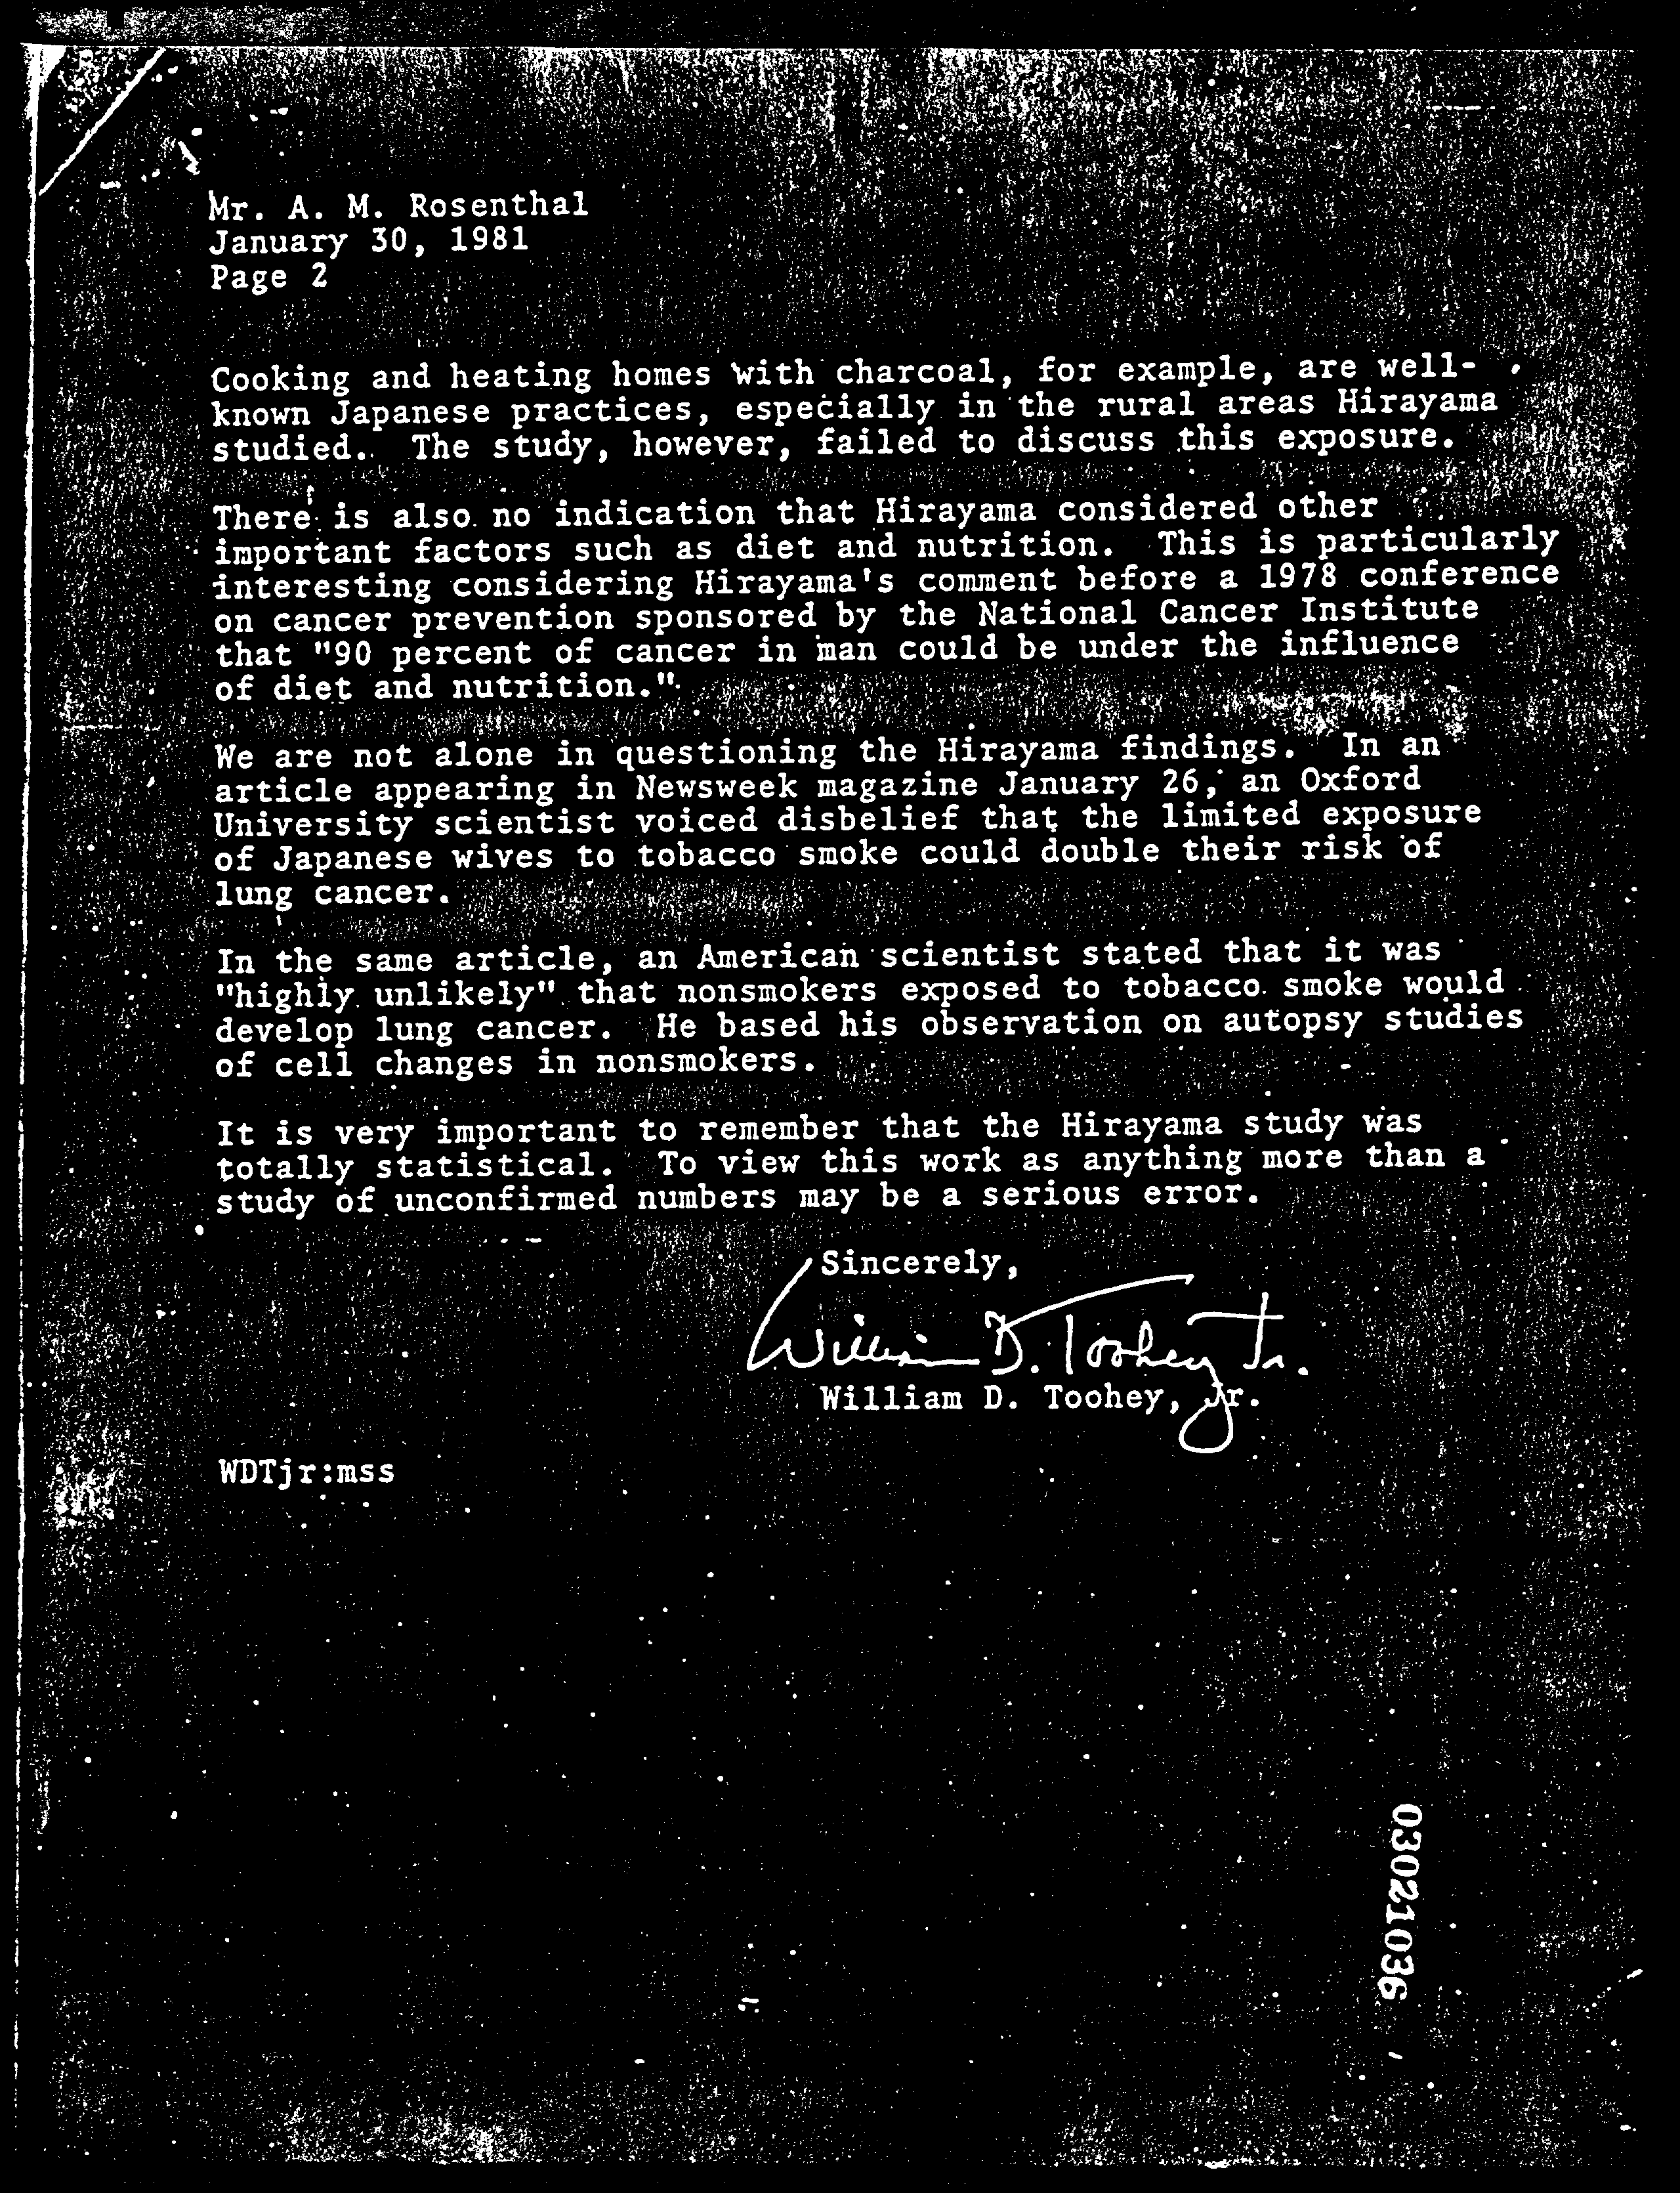 Mr. A. M. Rosenthal
January 30, 1981
Page 2
Cooking and heating homes with charcoal, for example, are well-
known Japanese practices, especially in the rural areas Hirayama
studied. The study, however, failed to discuss this exposure.
There is also no indication that Hirayama considered other
important factors such as diet and nutrition. This is particularly
interesting considering Hirayama's comment before a 1978 conference
on cancer prevention sponsored by the National Cancer Institute
that "90 percent of cancer in man could be under the influence
of diet and nutrition."
We are not alone in questioning the Hirayama findings. In an
article appearing in Newsweek magazine January 26, an Oxford
University scientist voiced disbelief that the limited exposure
of Japanese wives to tobacco smoke could double their risk of
lung cancer.
In the same article, an American scientist stated that it was
"highly unlikely" that nonsmokers exposed to tobacco smoke would
develop lung cancer. He based his observation on autopsy studies
of cell changes in nonsmokers.
It is very important to remember that the Hirayama study was
totally statistical. To view this work as anything more than a
study of unconfirmed numbers may be a serious error.
Sincerely,
William D. Toohey Jr.
William D. Toohey, Jr.
WDTjr:mss
03021036